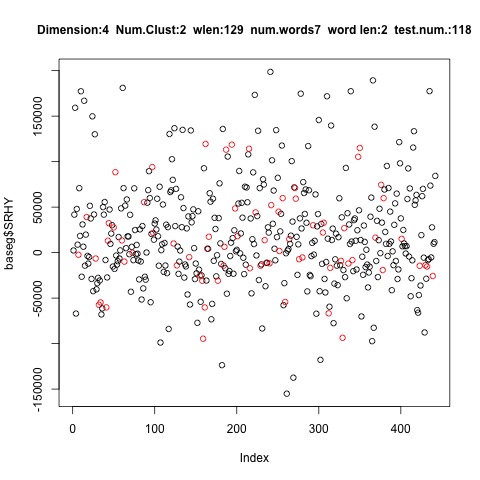 Dimension:4 Num.Clust:2 wlen:129 num.words7 word len:2 test.num.:118
150000
50000
0
-50000
-150000
baseg$SRHY
0 100 200 300 400
Index